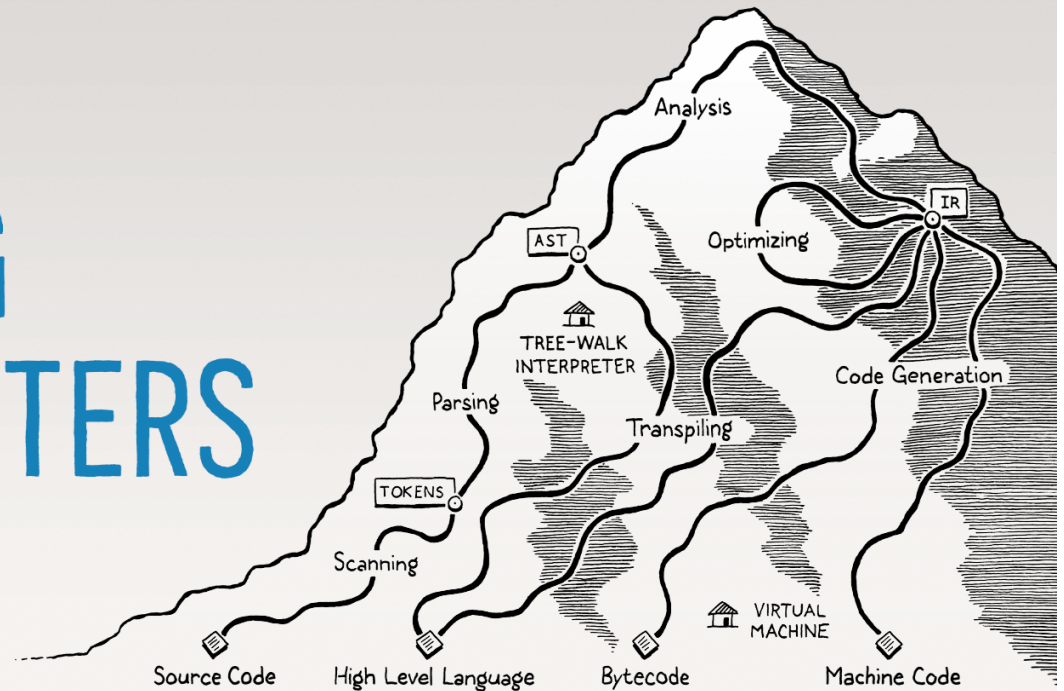 Analysis
IR
AST
Optimizing
TREE-WALK
INTERPRETER
TERS
Code Generation
Parsing
Transpiling
TOKENS
Scanning
VIRTUAL
MACHINE
Source Code
High Level Language
Bytecode
Machine Code